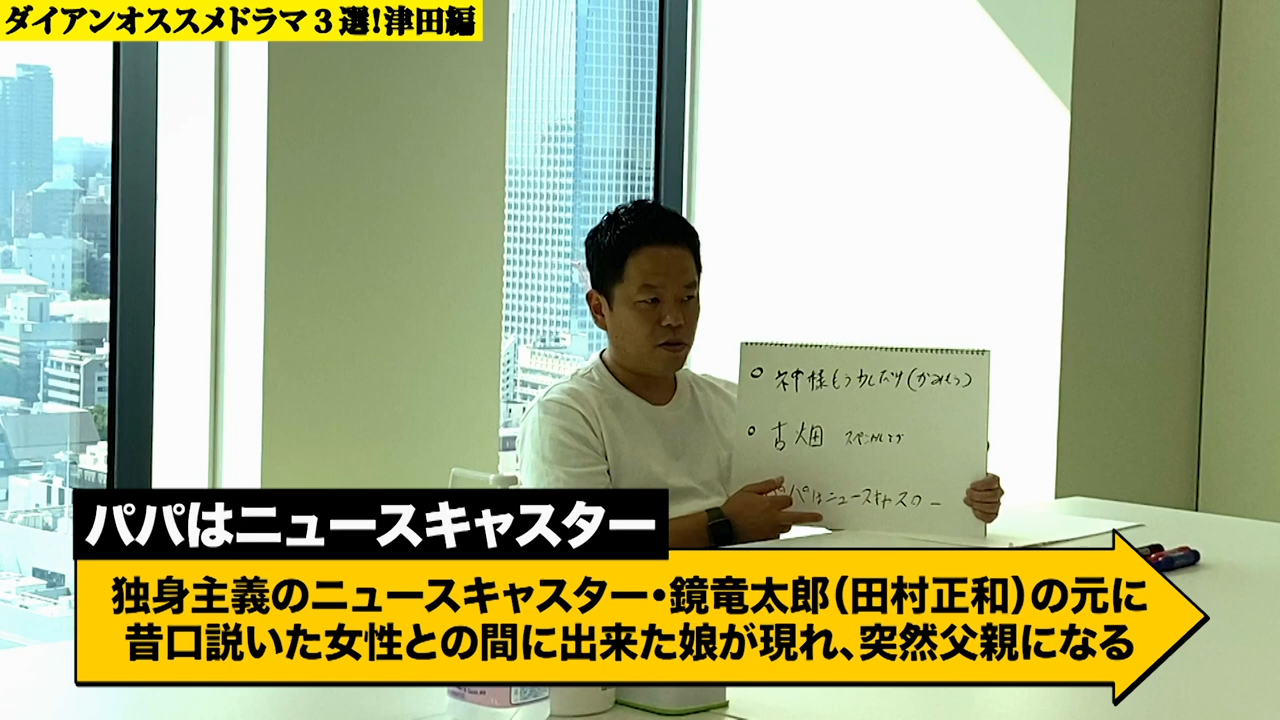 ダイアンオススメドラマ3選!津田編
○ 神様もう少しだけ(かみもう)
○ 古畑 スペシャルまで
パパはニュースキャスター
パパはニュースキャスター
独身主義のニュースキャスター・鏡竜太郎(田村正和)の元に
昔口説いた女性との間に出来た娘が現れ、突然父親になる